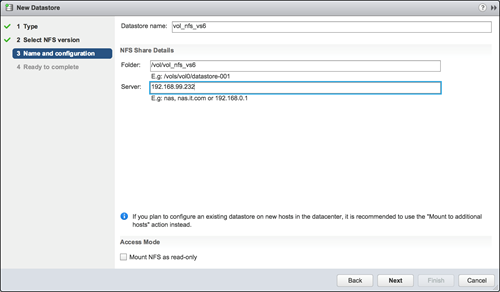 New Datastore
1 Type
2 Select NFS version
3 Name and configuration
4 Ready to complete
Datastore name: vol_nfs_vs6
NFS Share Details
Folder: /vol/vol_nfs_vs6
E.g: /vols/vol0/datastore-001
Server: 192.168.99.232
E.g: nas, nas.it.com or 192.168.0.1
If you plan to configure an existing datastore on new hosts in the datacenter, it is recommended to use the "Mount to additional
hosts" action instead.
Access Mode
Mount NFS as read-only
Back Next Finish Cancel